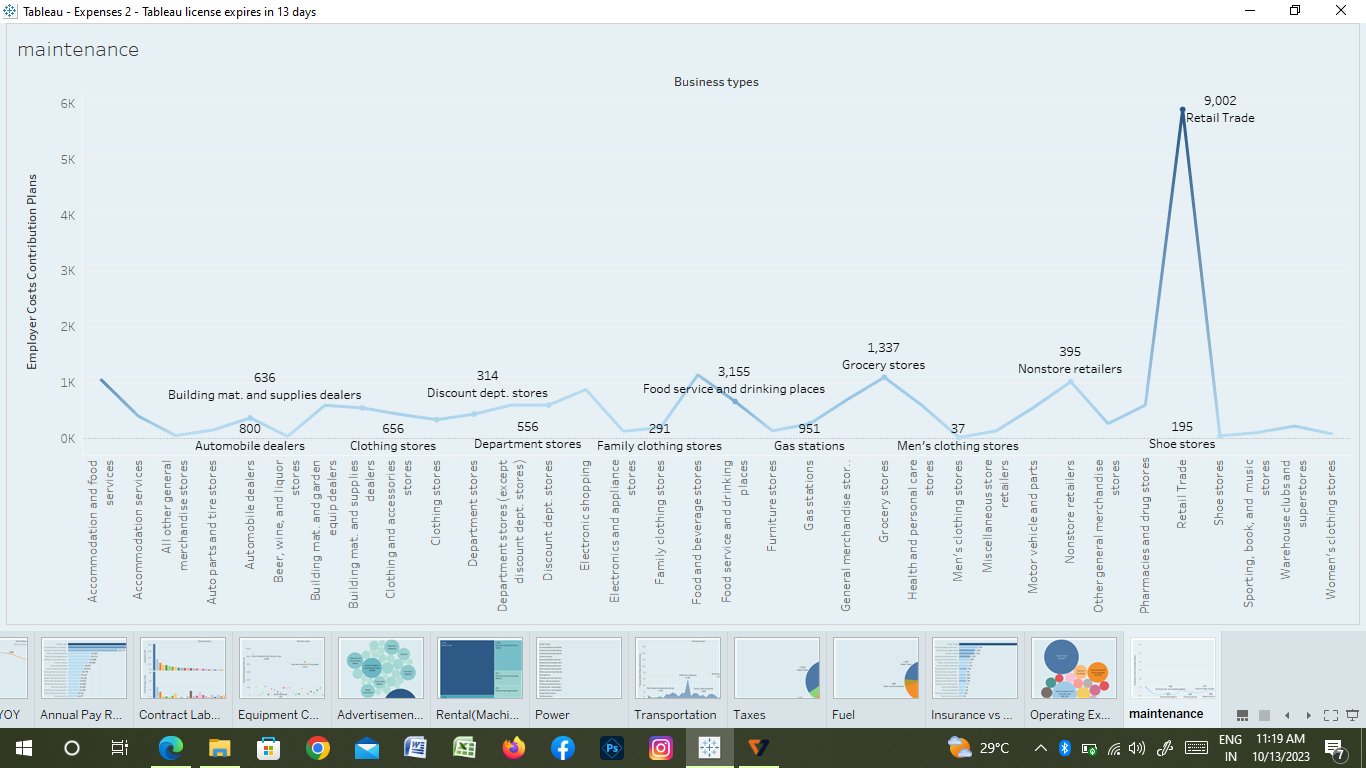 Tableau - Expenses 2 - Tableau license expires in 13 days
maintenance
Business types
Employer Costs Contribution Plans
6K
5K
4K
3K
2K
1K
0K
9,002
Retail Trade
636
Building mat. and supplies dealers
314
Discount dept. stores
3,155
Food service and drinking places
1,337
Grocery stores
395
Nonstore retailers
800
Automobile dealers
656
Clothing stores
556
Department stores
291
Family clothing stores
951
Gas stations
37
Men's clothing stores
195
Shoe stores
Accommodation and food
services
Accommodation services
All other general
merchandise stores
Auto parts and tire stores
Automobile dealers
Beer, wine, and liquor
stores
Building mat. and garden
equip dealers
Building mat. and supplies
dealers
Clothing and accessories
stores
Clothing stores
Department stores
Department stores (except
discount dept. stores)
Discount dept. stores
Electronic shopping
Electronics and appliance
stores
Family clothing stores
Food and beverage stores
Food service and drinking
places
Furniture stores
Gas stations
General merchandise stor...
Grocery stores
Health and personal care
stores
Men's clothing stores
Miscellaneous store
retailers
Motor vehicle and parts
Nonstore retailers
Other general merchandise
stores
Pharmacies and drug stores
Retail Trade
Shoe stores
Sporting, book, and music
stores
Warehouse clubs and
superstores
Women's clothing stores
YOY
Annual Pay R...
Contract Lab...
Equipment C...
Advertisemen...
Rental(Machi...
Power
Transportation
Taxes
Fuel
Insurance vs ...
Operating Ex...
maintenance
29°C
ENG
IN
11:19 AM
10/13/2023
7